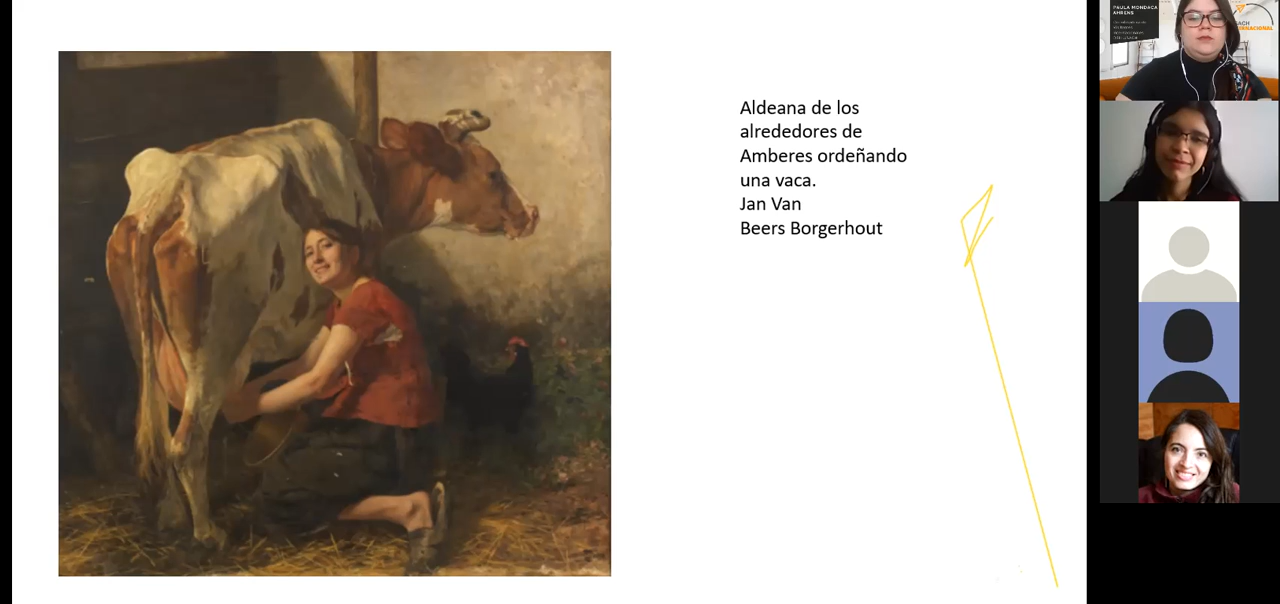 Aldeana de los
alrededores de
Amberes ordeñando
una vaca.
Jan Van
Beers Borgerhout
PAULA MONDACA
AHRENS